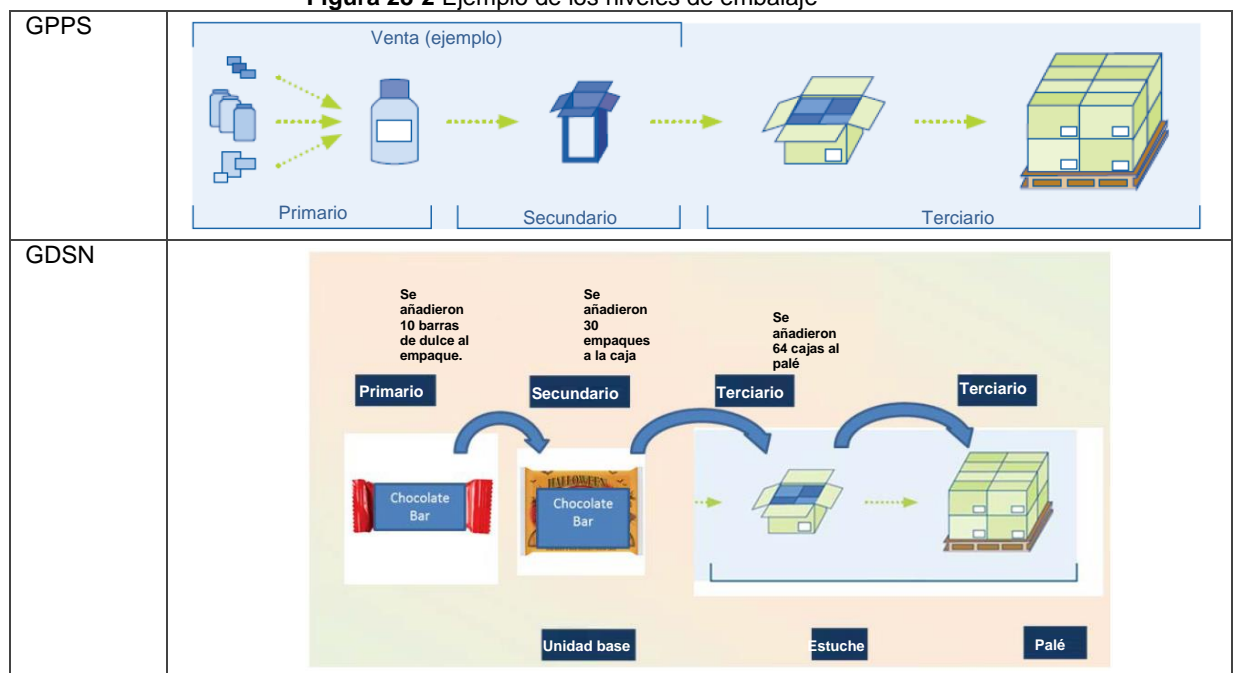 Figura 28-2 Ejemplo de los niveles de embalaje
GPPS
Venta (ejemplo)
Primario
Secundario
Terciario
GDSN
Se
añadieron
10 barras
de dulce al
empaque.
Se
añadieron
30
empaques
a la caja
Se
añadieron
64 cajas al
palé
Primario
Secundario
Terciario
Terciario
Chocolate
Bar
HALLOWEEN
Chocolate
Bar
Unidad base
Estuche
Palé